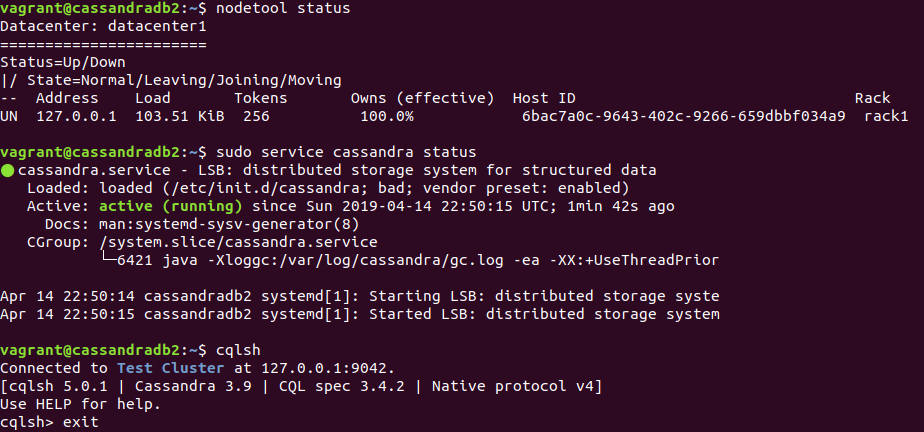 vagrant@cassandradb2:~$ nodetool status
Datacenter: datacenter1
=======================
Status=Up/Down
|/ State=Normal/Leaving/Joining/Moving
--  Address    Load       Tokens       Owns (effective)  Host ID                               Rack
UN  127.0.0.1  103.51 KiB  256          100.0%            6bac7a0c-9643-402c-9266-659dbbf034a9  rack1
vagrant@cassandradb2:~$ sudo service cassandra status
● cassandra.service - LSB: distributed storage system for structured data
   Loaded: loaded (/etc/init.d/cassandra; bad; vendor preset: enabled)
   Active: active (running) since Sun 2019-04-14 22:50:15 UTC; 1min 42s ago
     Docs: man:systemd-sysv-generator(8)
   CGroup: /system.slice/cassandra.service
           └─6421 java -Xloggc:/var/log/cassandra/gc.log -ea -XX:+UseThreadPrior
Apr 14 22:50:14 cassandradb2 systemd[1]: Starting LSB: distributed storage syste
Apr 14 22:50:15 cassandradb2 systemd[1]: Started LSB: distributed storage system
vagrant@cassandradb2:~$ cqlsh
Connected to Test Cluster at 127.0.0.1:9042.
[cqlsh 5.0.1 | Cassandra 3.9 | CQL spec 3.4.2 | Native protocol v4]
Use HELP for help.
cqlsh> exit